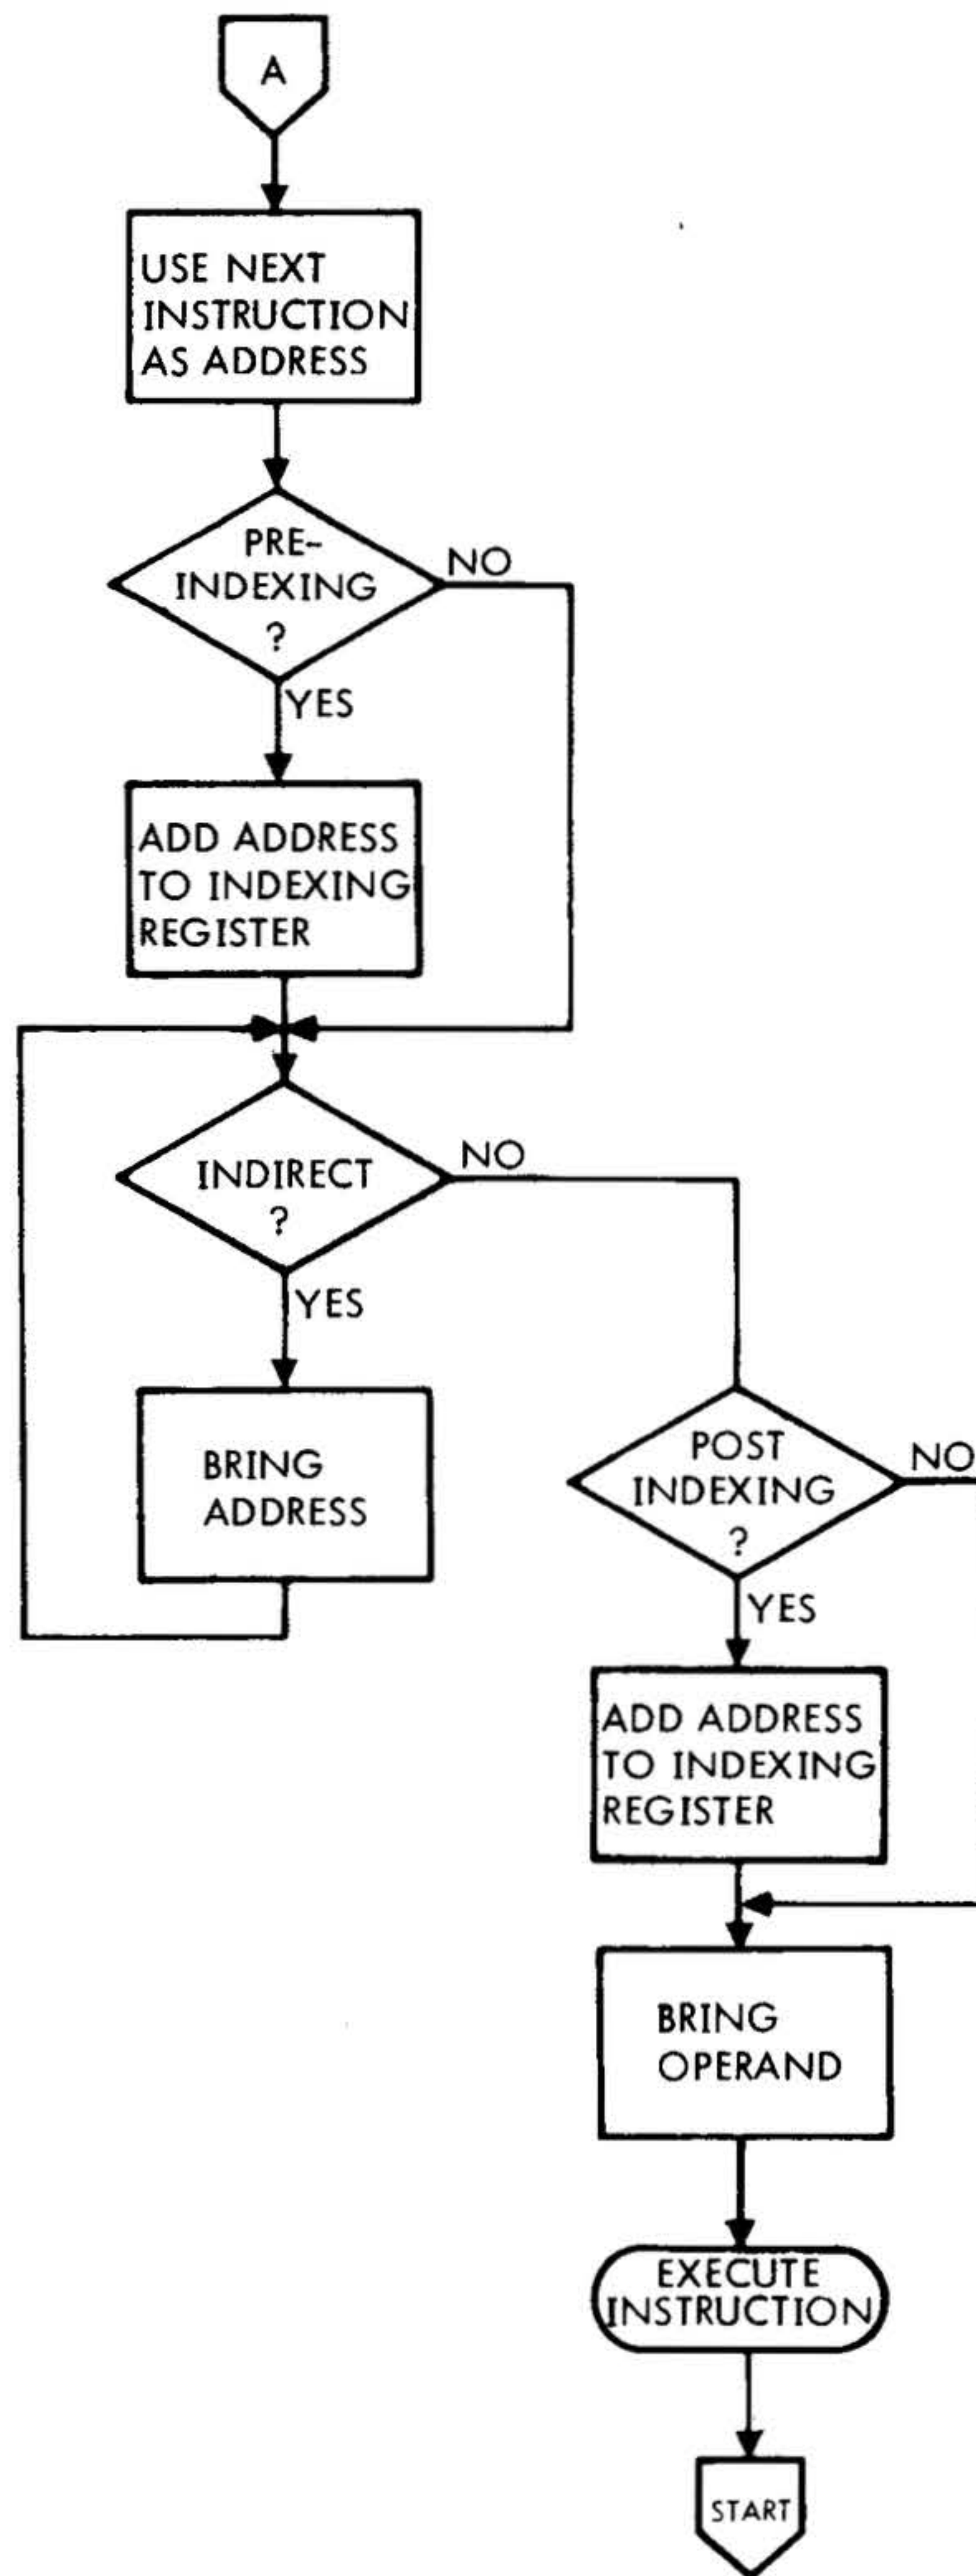 A
USE NEXT
INSTRUCTION
AS ADDRESS
PRE-
INDEXING
?
NO
YES
ADD ADDRESS
TO INDEXING
REGISTER
INDIRECT
?
NO
YES
BRING
ADDRESS
POST
INDEXING
?
NO
YES
ADD ADDRESS
TO INDEXING
REGISTER
BRING
OPERAND
EXECUTE
INSTRUCTION
START